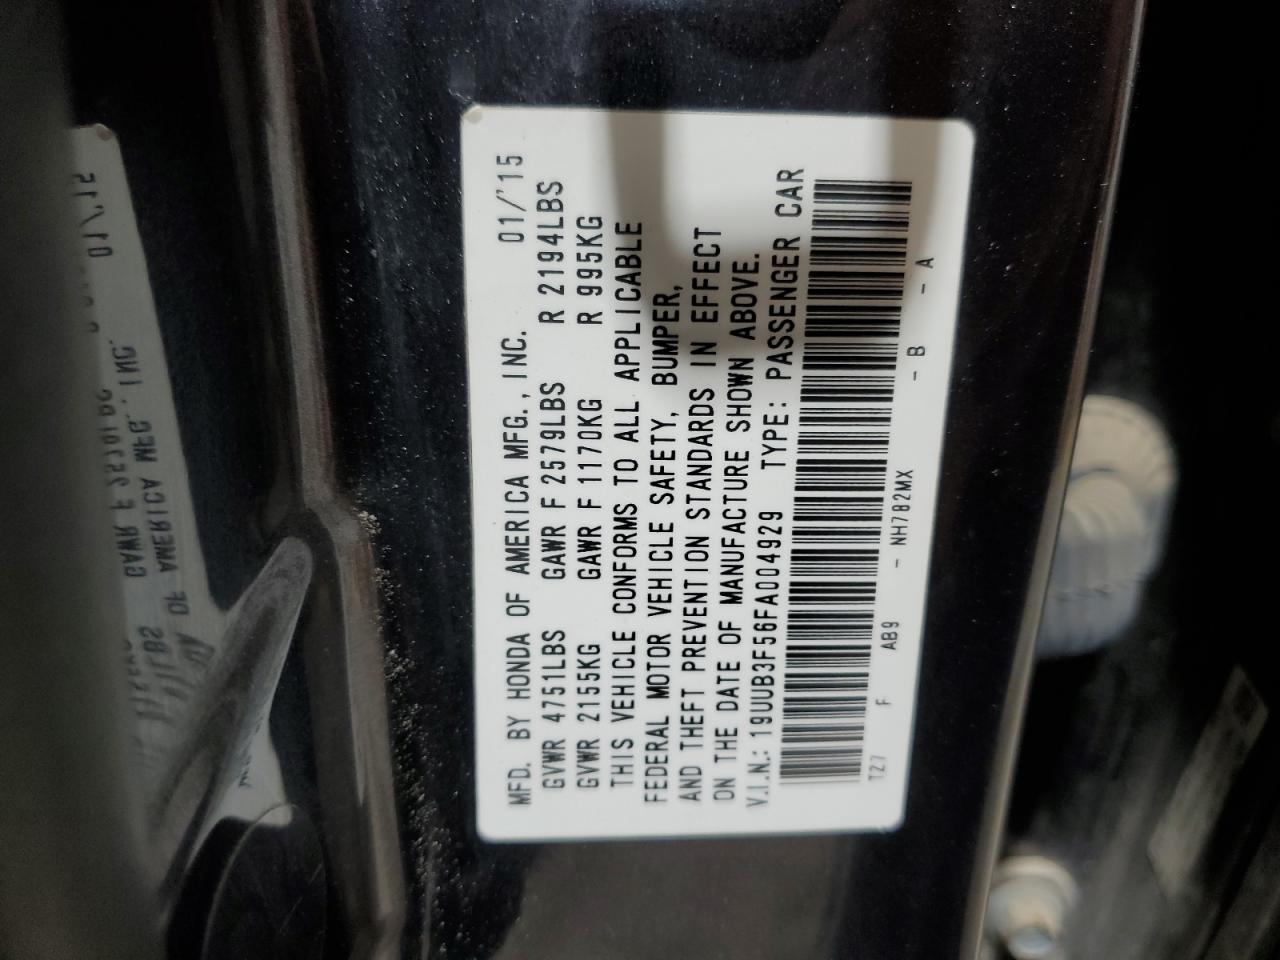 MFD. BY HONDA OF AMERICA MFG., INC. 01/'15
GVWR 4751LBS GAWR F 2579LBS R 2194LBS
GVWR 2155KG GAWR F 1170KG R 995KG
THIS VEHICLE CONFORMS TO ALL APPLICABLE
FEDERAL MOTOR VEHICLE SAFETY, BUMPER,
AND THEFT PREVENTION STANDARDS IN EFFECT
ON THE DATE OF MANUFACTURE SHOWN ABOVE.
V.I.N.: 19UUB3F56FA004929 TYPE: PASSENGER CAR
TZ7 F AB9 - NH782MX - B - A